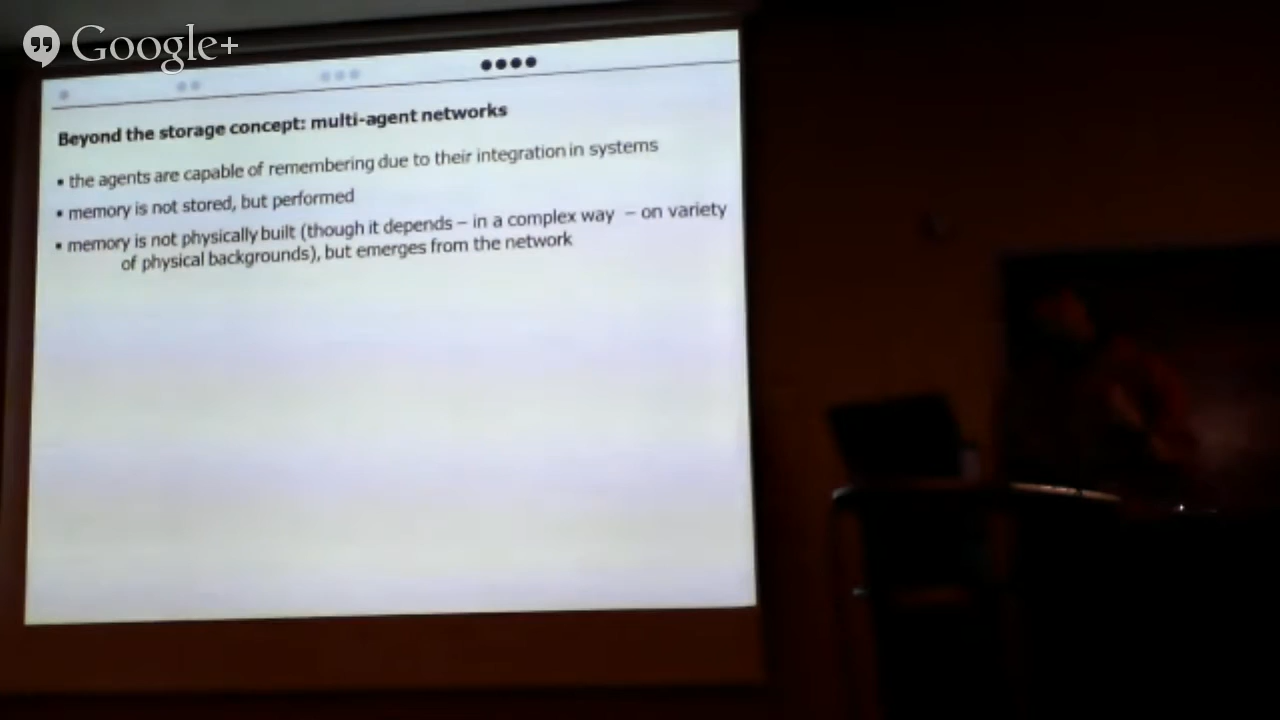 Google+
Beyond the storage concept: multi-agent networks
• the agents are capable of remembering due to their integration in systems
• memory is not stored, but performed
• memory is not physically built (though it depends – in a complex way – on variety
of physical backgrounds), but emerges from the network